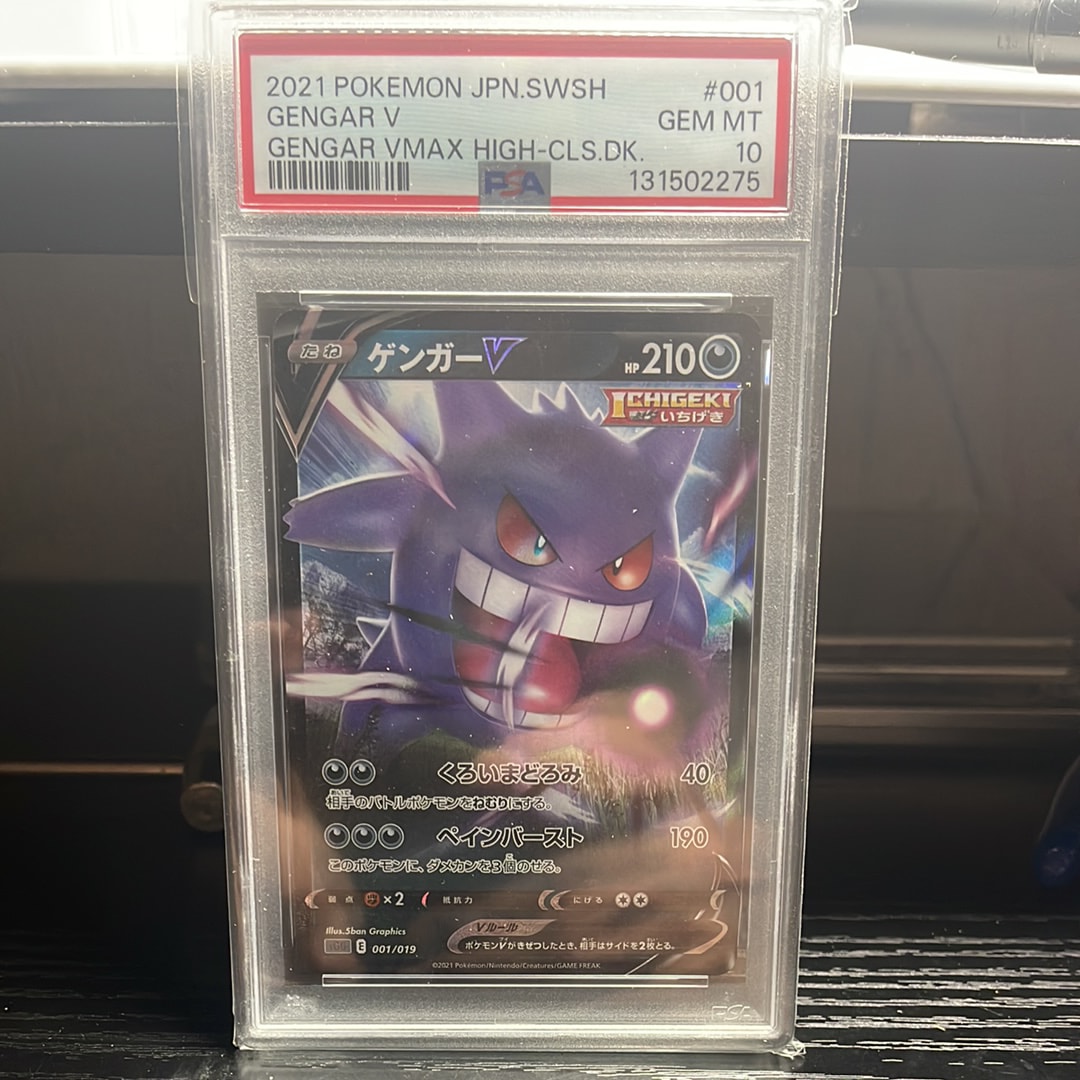 2021 POKEMON JPN.SWSH #001
GENGAR V GEM MT
GENGAR VMAX HIGH-CLS.DK. 10
PSA 131502275
たね ゲンガーV HP 210
ICHIGEKI
いちげき
くろいまどろみ 40
相手のバトルポケモンをねむりにする。
ペインバースト 190
このポケモンに、ダメカンを3個のせる。
弱点 ×2 抵抗力 にげる
Illus.5ban Graphics
Vルール
ポケモンVがきぜつしたとき、相手はサイドを2枚とる。
E 001/019
©2021 Pokémon/Nintendo/Creatures/GAME FREAK
PSA